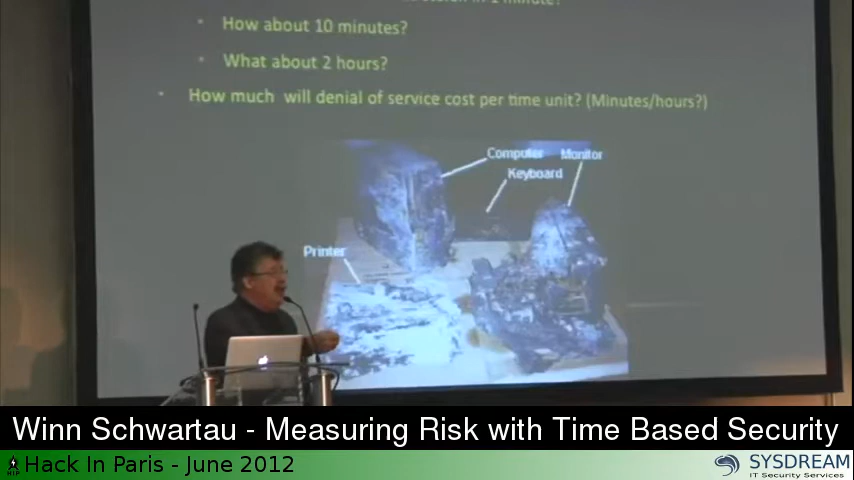 • How about 10 minutes?
• What about 2 hours?
• How much will denial of service cost per time unit? (Minutes/hours?)
Computer Monitor
Keyboard
Printer
Winn Schwartau - Measuring Risk with Time Based Security
Hack In Paris - June 2012
SYSDREAM
IT Security Services